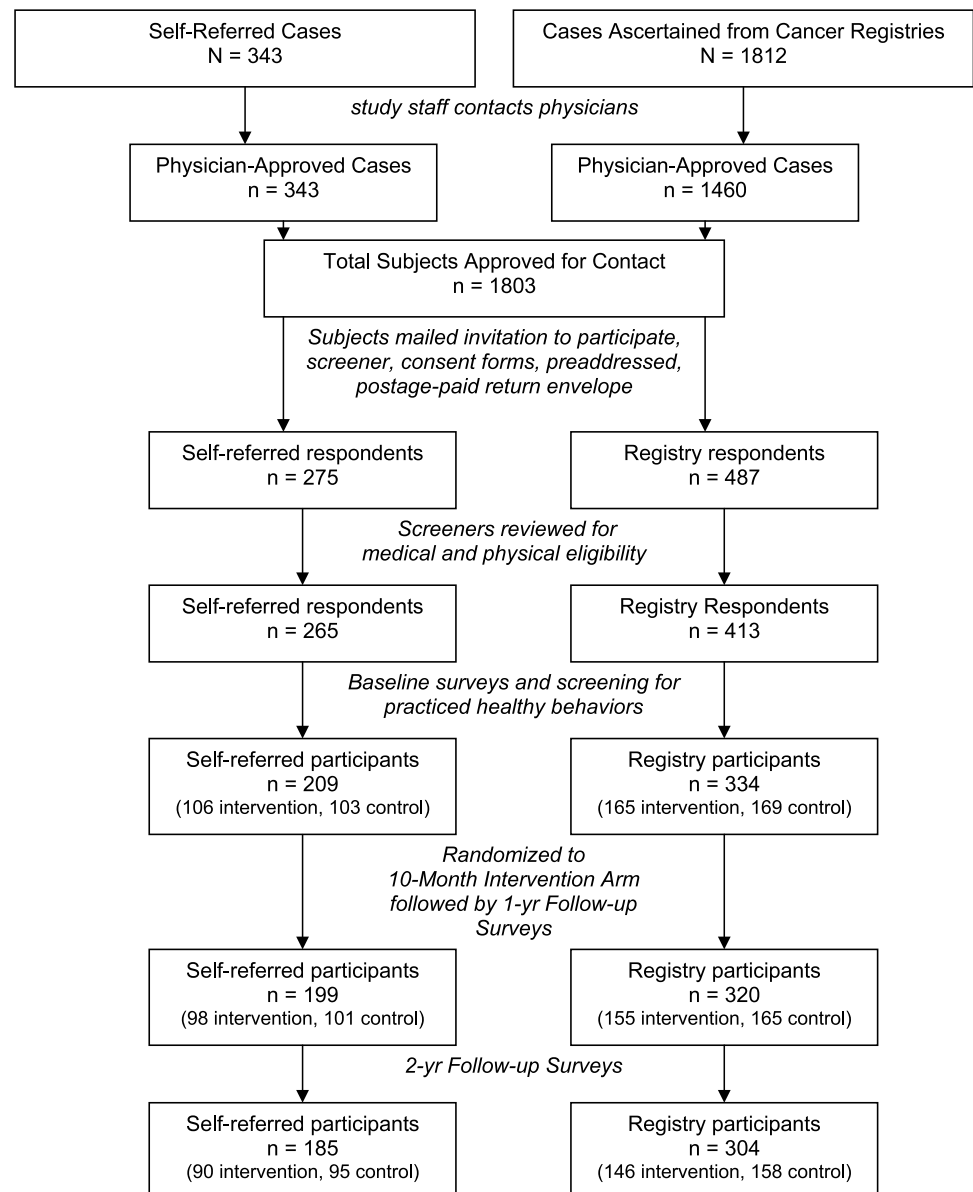 Self-Referred Cases
N = 343
Cases Ascertained from Cancer Registries
N = 1812
study staff contacts physicians
Physician-Approved Cases
n = 343
Physician-Approved Cases
n = 1460
Total Subjects Approved for Contact
n = 1803
Subjects mailed invitation to participate,
screener, consent forms, preaddressed,
postage-paid return envelope
Self-referred respondents
n = 275
Registry respondents
n = 487
Screeners reviewed for
medical and physical eligibility
Self-referred respondents
n = 265
Registry Respondents
n = 413
Baseline surveys and screening for
practiced healthy behaviors
Self-referred participants
n = 209
(106 intervention, 103 control)
Registry participants
n = 334
(165 intervention, 169 control)
Randomized to
10-Month Intervention Arm
followed by 1-yr Follow-up
Surveys
Self-referred participants
n = 199
(98 intervention, 101 control)
Registry participants
n = 320
(155 intervention, 165 control)
2-yr Follow-up Surveys
Self-referred participants
n = 185
(90 intervention, 95 control)
Registry participants
n = 304
(146 intervention, 158 control)